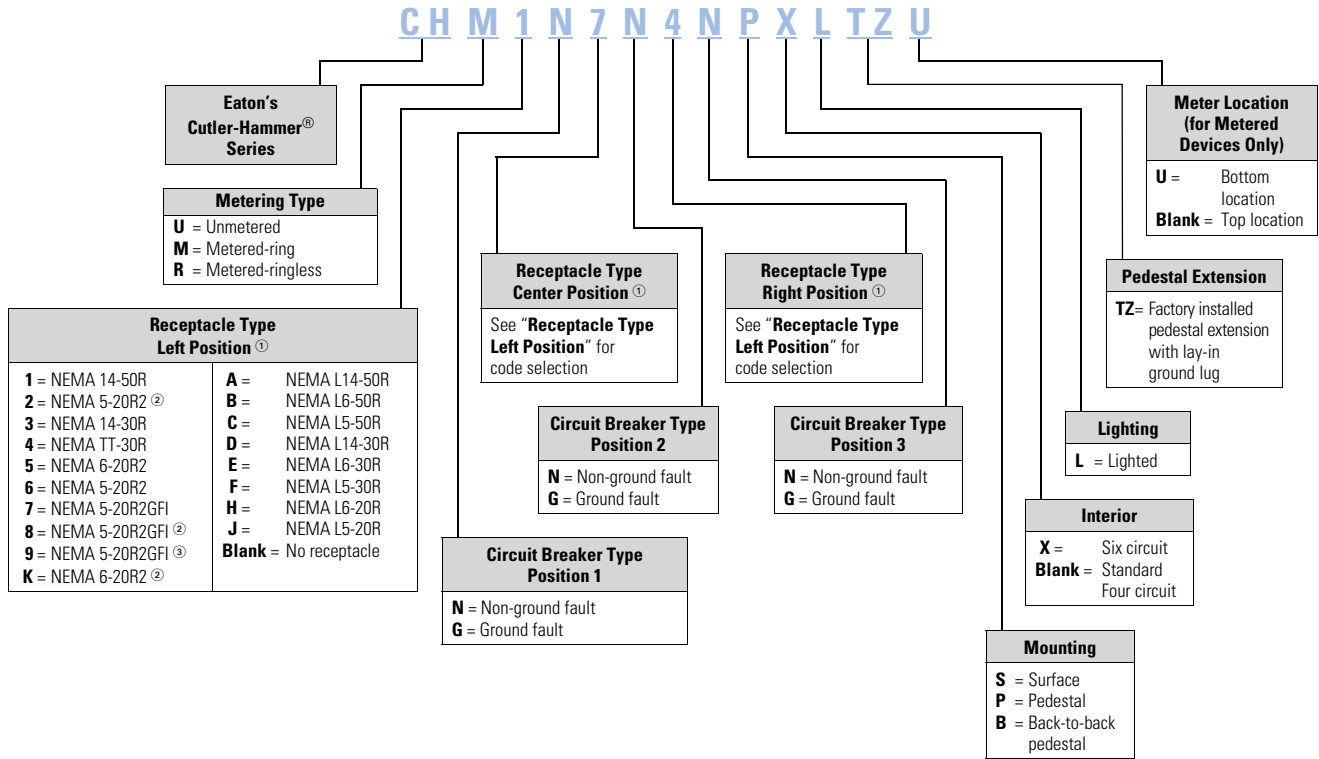 CH M 1 N 7 N 4 N P X L TZ U
Eaton's
Cutler-Hammer®
Series
Metering Type
U = Unmetered
M = Metered-ring
R = Metered-ringless
Receptacle Type
Left Position ①
1 = NEMA 14-50R
2 = NEMA 5-20R2 ②
3 = NEMA 14-30R
4 = NEMA TT-30R
5 = NEMA 6-20R2
6 = NEMA 5-20R2
7 = NEMA 5-20R2GFI
8 = NEMA 5-20R2GFI ②
9 = NEMA 5-20R2GFI ③
K = NEMA 6-20R2 ②
A = NEMA L14-50R
B = NEMA L6-50R
C = NEMA L5-50R
D = NEMA L14-30R
E = NEMA L6-30R
F = NEMA L5-30R
H = NEMA L6-20R
J = NEMA L5-20R
Blank = No receptacle
Circuit Breaker Type
Position 1
N = Non-ground fault
G = Ground fault
Receptacle Type
Center Position ①
See "Receptacle Type
Left Position" for
code selection
Circuit Breaker Type
Position 2
N = Non-ground fault
G = Ground fault
Receptacle Type
Right Position ①
See "Receptacle Type
Left Position" for
code selection
Circuit Breaker Type
Position 3
N = Non-ground fault
G = Ground fault
Mounting
S = Surface
P = Pedestal
B = Back-to-back
pedestal
Interior
X = Six circuit
Blank = Standard
Four circuit
Lighting
L = Lighted
Pedestal Extension
TZ= Factory installed
pedestal extension
with lay-in
ground lug
Meter Location
(for Metered
Devices Only)
U = Bottom
location
Blank = Top location